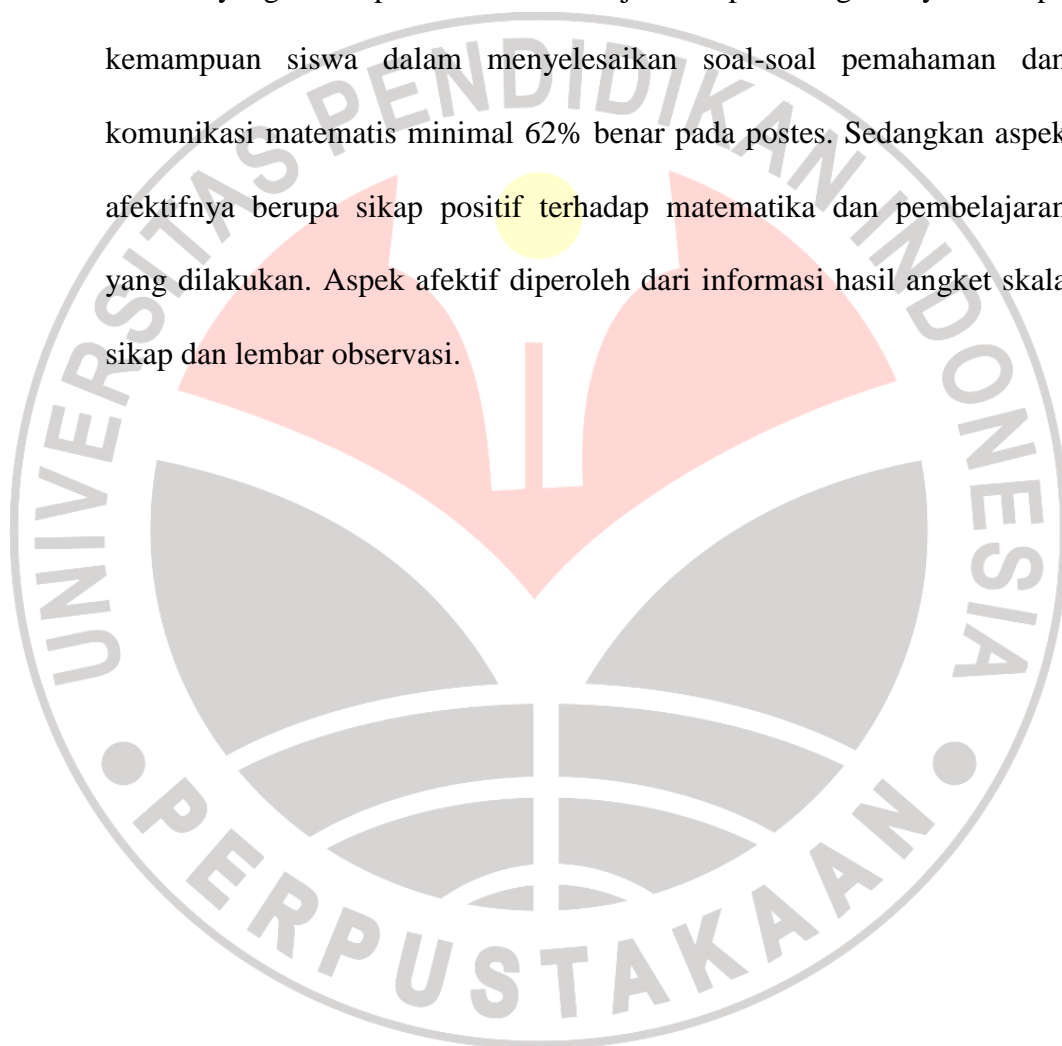 kemampuan siswa dalam menyelesaikan soal-soal pemahaman dan
komunikasi matematis minimal 62% benar pada postes. Sedangkan aspek
afektifnya berupa sikap positif terhadap matematika dan pembelajaran
yang dilakukan. Aspek afektif diperoleh dari informasi hasil angket skala
sikap dan lembar observasi.
UNIVERSITAS PENDIDIKAN INDONESIA
PERPUSTAKAAN